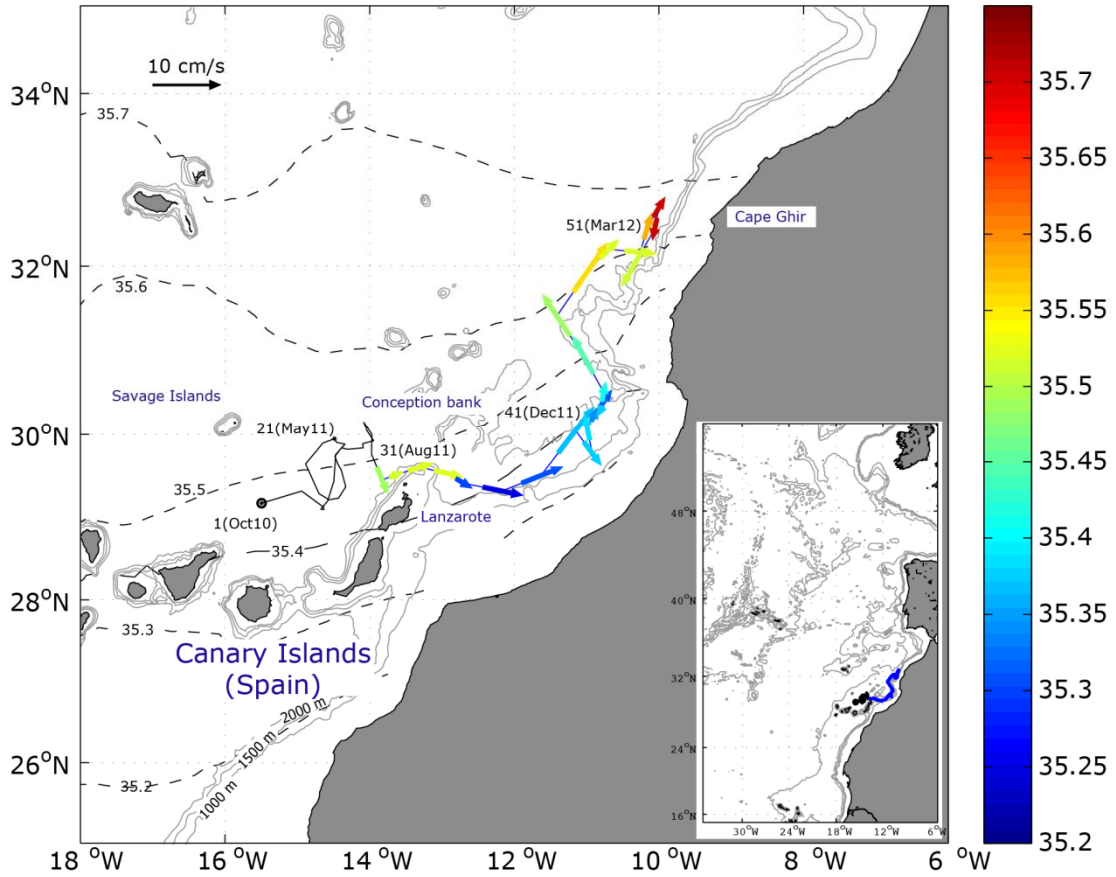 10 cm/s
34°N
32°N
30°N
28°N
26°N
18°W
16°W
14°W
12°W
10°W
8°W
6°W
35.7
35.6
35.5
35.4
35.3
35.2
Cape Ghir
51(Mar12)
Savage Islands
Conception bank
41(Dec11)
21(May11)
31(Aug11)
1(Oct10)
Lanzarote
Canary Islands
(Spain)
2000 m
1500 m
1000 m
48°N
40°N
32°N
24°N
16°N
30°W
24°W
18°W
12°W
6°W
35.7
35.65
35.6
35.55
35.5
35.45
35.4
35.35
35.3
35.25
35.2